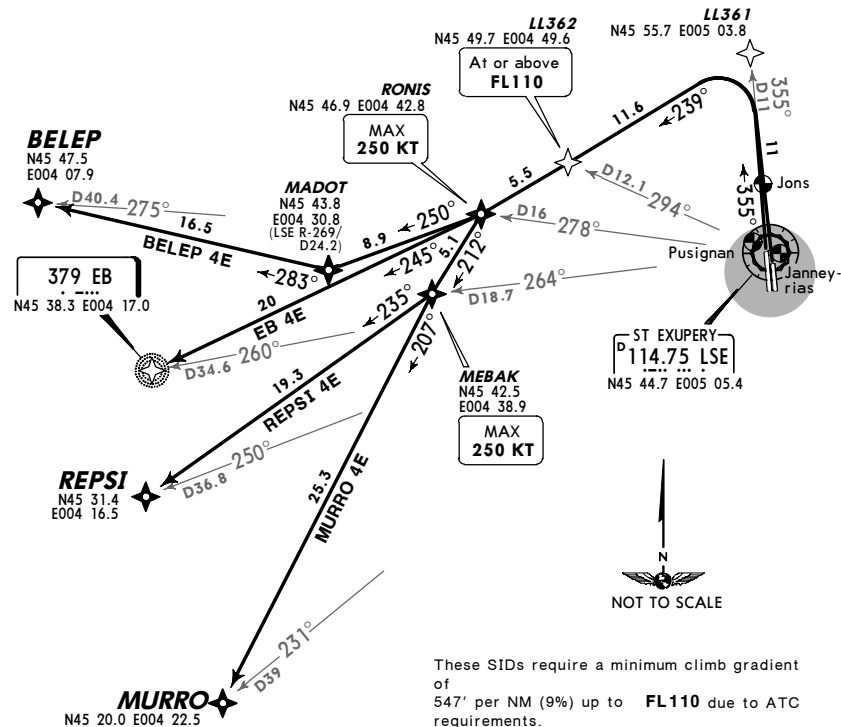 LL361
N45 55.7 E005 03.8
LL362
N45 49.7 E004 49.6
At or above
FL110
RONIS
N45 46.9 E004 42.8
MAX
250 KT
D11
355°
11.6
239°
11
BELEP
N45 47.5
E004 07.9
MADOT
N45 43.8
E004 30.8
(LSE R-269/
D24.2)
5.5
D12.1
294°
355°
Jons
D40.4
275°
16.5
BELEP 4E
283°
8.9
250°
D16
278°
Pusignan
Janney-
rias
379 EB
N45 38.3 E004 17.0
245°
5.1
212°
20
EB 4E
235°
D18.7
264°
207°
D34.6
260°
ST EXUPERY
D 114.75 LSE
N45 44.7 E005 05.4
MEBAK
N45 42.5
E004 38.9
MAX
250 KT
19.3
REPSI 4E
D36.8
250°
REPSI
N45 31.4
E004 16.5
25.3
MURRO 4E
N
NOT TO SCALE
D39
231°
MURRO
N45 20.0 E004 22.5
These SIDs require a minimum climb gradient
of
547' per NM (9%) up to FL110 due to ATC
requirements.